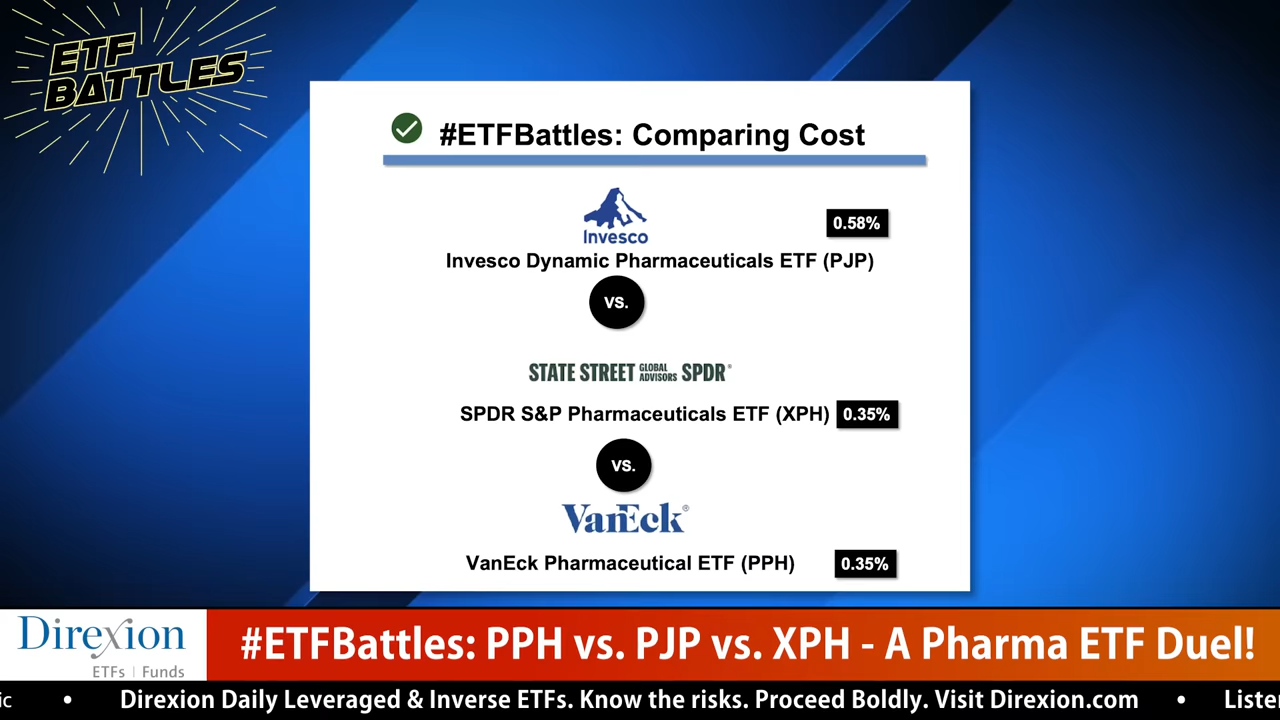 ETF
BATTLES
#ETFBattles: Comparing Cost
Invesco
0.58%
Invesco Dynamic Pharmaceuticals ETF (PJP)
VS.
STATE STREET GLOBAL ADVISORS SPDR®
SPDR S&P Pharmaceuticals ETF (XPH) 0.35%
VS.
VanEck®
VanEck Pharmaceutical ETF (PPH) 0.35%
Direxion
ETFs | Funds
#ETFBattles: PPH vs. PJP vs. XPH - A Pharma ETF Duel!
ic • Direxion Daily Leveraged & Inverse ETFs. Know the risks. Proceed Boldly. Visit Direxion.com • Lister